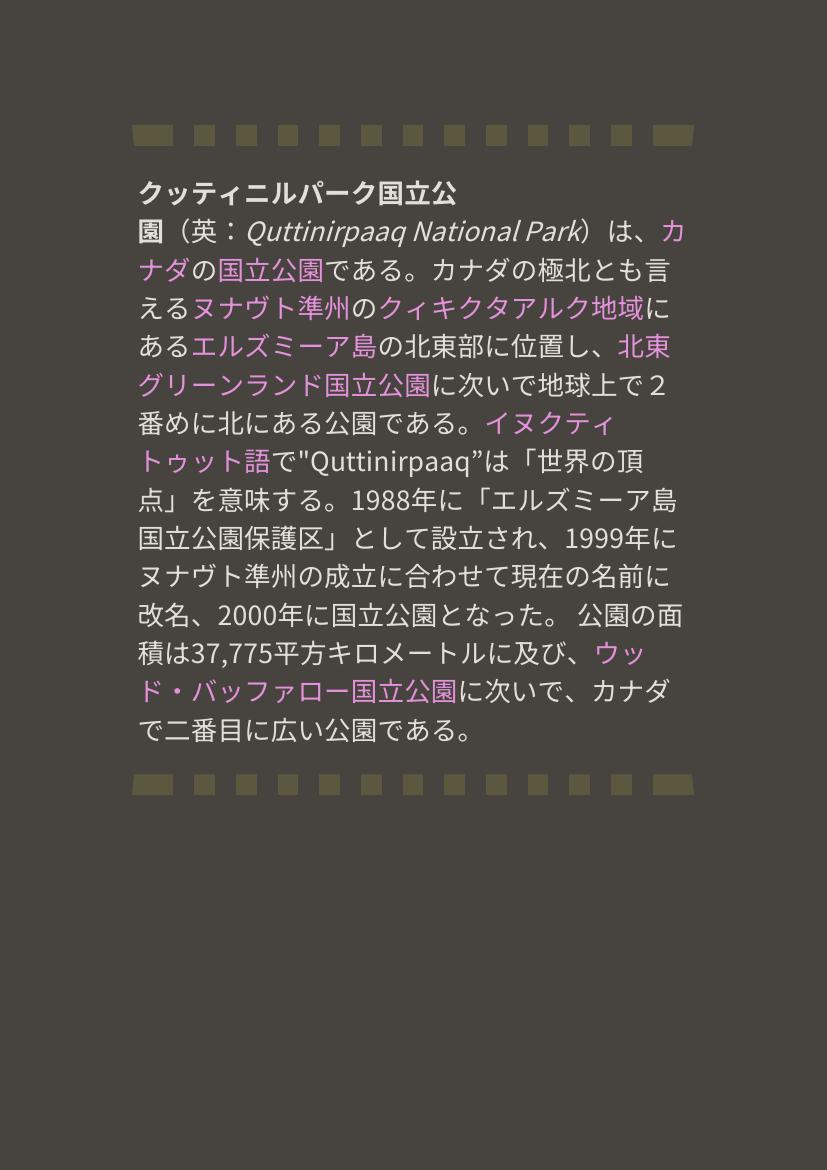 クッティニルパーク国立公
園（英：Quttinirpaaq National Park）は、カ
ナダの国立公園である。カナダの極北とも言
えるヌナヴト準州のクィキクタアルク地域に
あるエルズミーア島の北東部に位置し、北東
グリーンランド国立公園に次いで地球上で２
番めに北にある公園である。イヌクティ
トゥット語で"Quttinirpaaq”は「世界の頂
点」を意味する。1988年に「エルズミーア島
国立公園保護区」として設立され、1999年に
ヌナヴト準州の成立に合わせて現在の名前に
改名、2000年に国立公園となった。 公園の面
積は37,775平方キロメートルに及び、ウッ
ド・バッファロー国立公園に次いで、カナダ
で二番目に広い公園である。